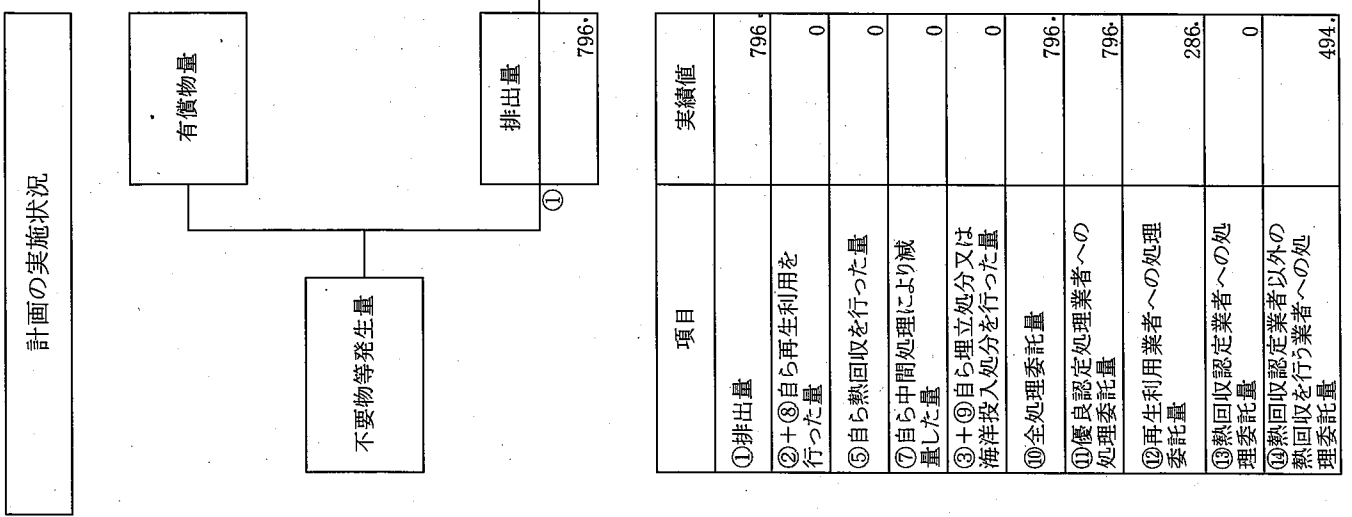 計画の実施状況
有償物量
不要物等発生量
排出量
①
796.
項目
実績値
①排出量
796.
②+⑧自ら再生利用を
行った量
0
⑤自ら熱回収を行った量
0
⑦自ら中間処理により減
量した量
0
③+⑨自ら埋立処分又は
海洋投入処分を行った量
0
⑩全処理委託量
796.
⑪優良認定処理業者への
処理委託量
796.
⑫再生利用業者への処理
委託量
286.
⑬熱回収認定業者への処
理委託量
0
⑭熱回収認定業者以外の
熱回収を行う業者への処
理委託量
494.